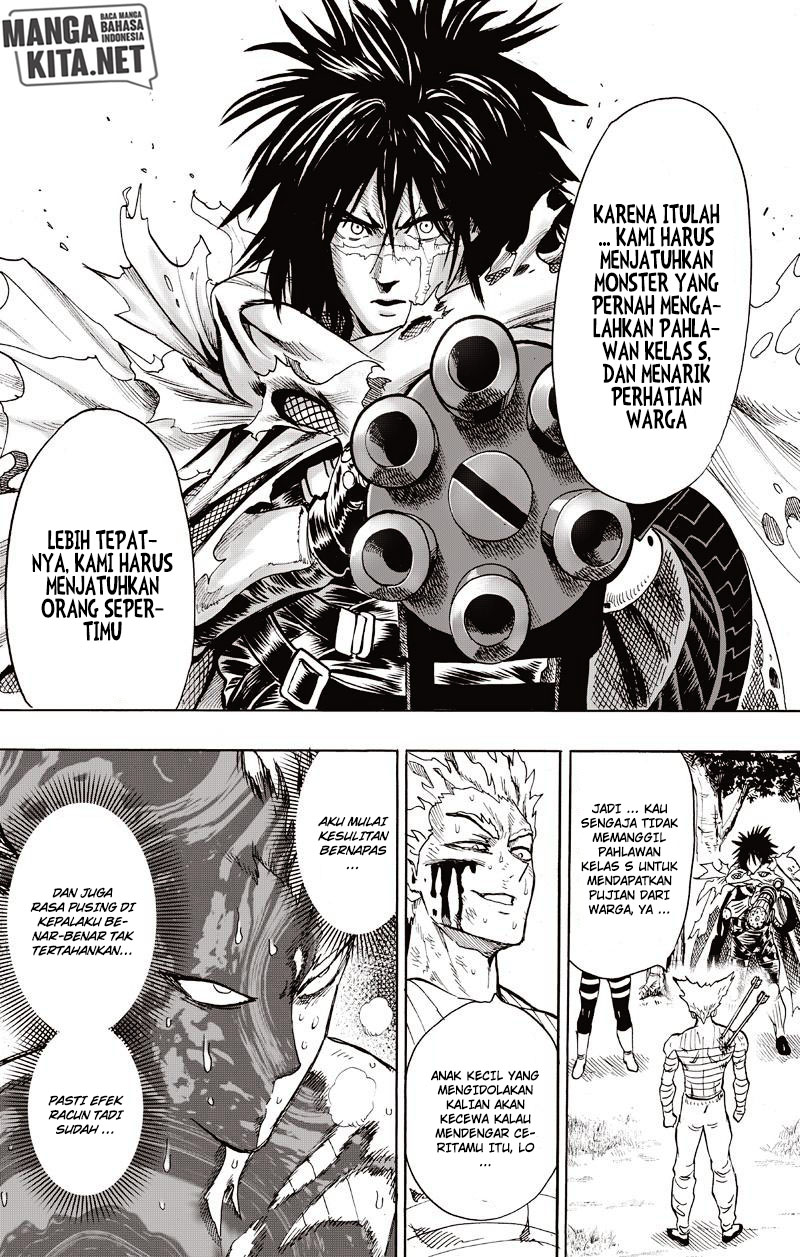 MANGA
KITA.NET
BACA MANGA
BAHASA
INDONESIA
KARENA ITULAH
... KAMI HARUS
MENJATUHKAN
MONSTER YANG
PERNAH MENGA-
LAHKAN PAHLA-
WAN KELAS S,
DAN MENARIK
PERHATIAN
WARGA
LEBIH TEPAT-
NYA, KAMI HARUS
MENJATUHKAN
ORANG SEPER-
TIMU
JADI ... KAU
SENGAJA TIDAK
MEMANGGIL
PAHLAWAN
KELAS S UNTUK
MENDAPATKAN
PUJIAN DARI
WARGA, YA ...
ANAK KECIL YANG
MENGIDOLAKAN
KALIAN AKAN
KECEWA KALAU
MENDENGAR CE-
RITAMU ITU, LO
...
AKU MULAI
KESULITAN
BERNAPAS
...
DAN JUGA
RASA PUSING DI
KEPALAKU BE-
NAR-BENAR TAK
TERTAHANKAN...
PASTI EFEK
RACUN TADI
SUDAH ...